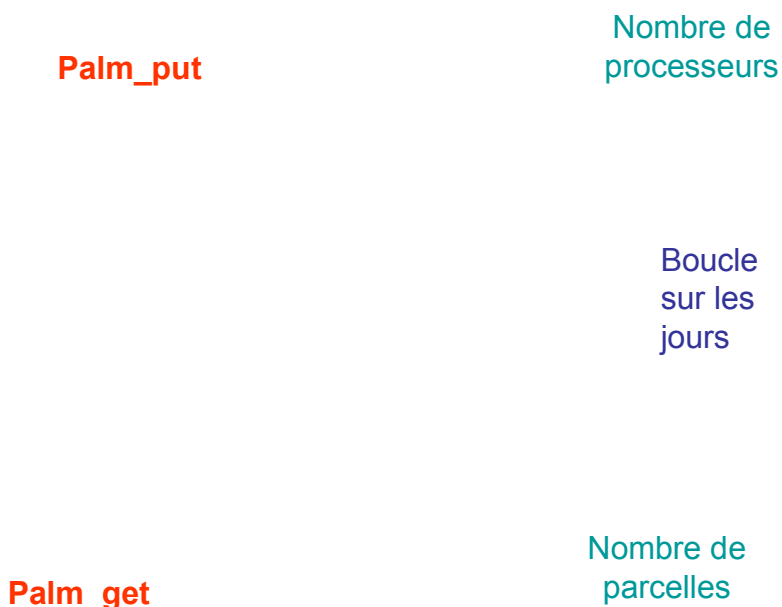 Nombre de
processeurs
Palm_put
Boucle
sur les
jours
Nombre de
parcelles
Palm_get